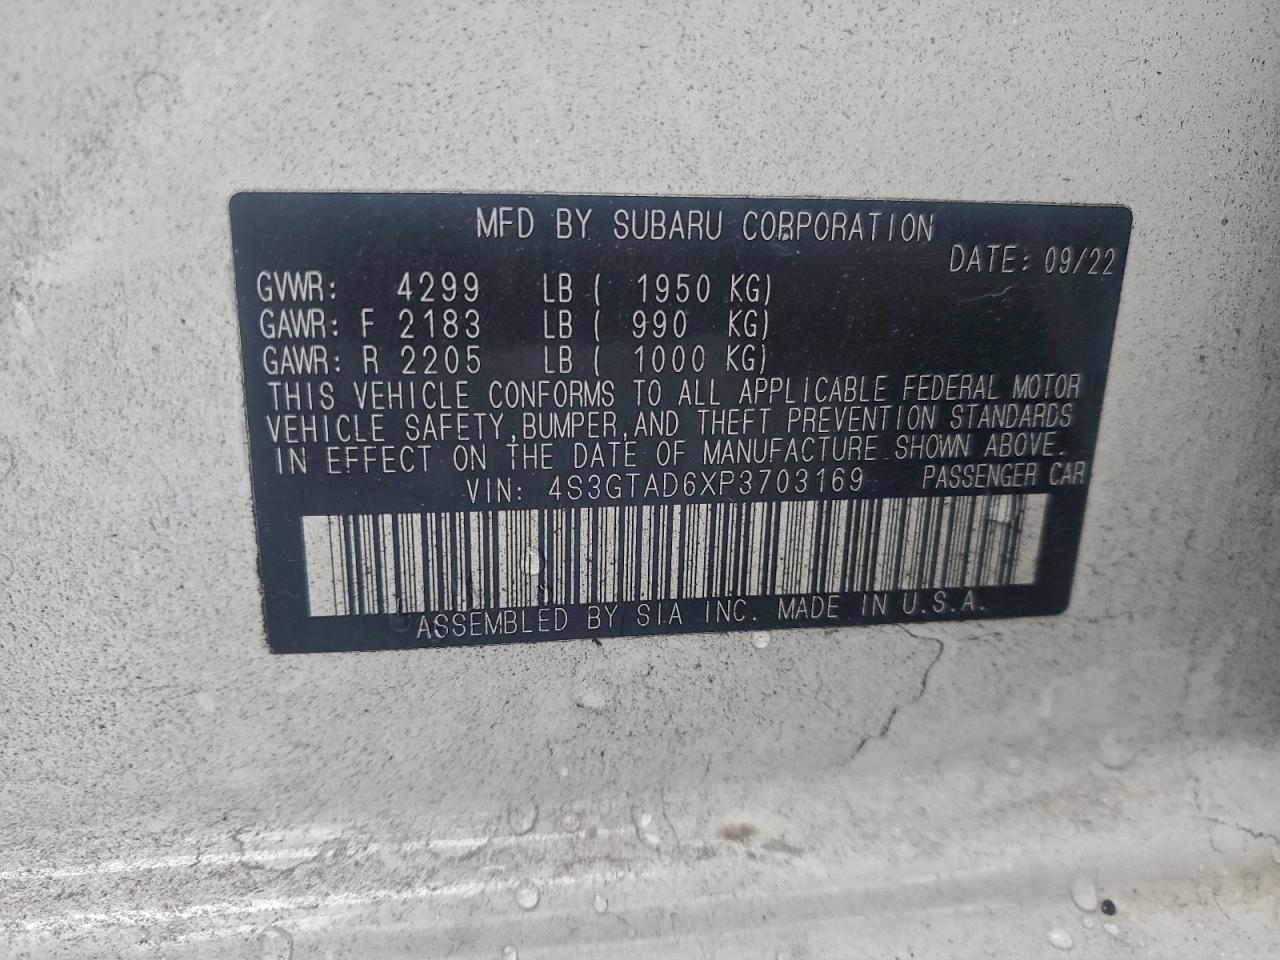 MFD BY SUBARU CORPORATION
DATE: 09/22
GVWR: 4299 LB ( 1950 KG)
GAWR: F 2183 LB ( 990 KG)
GAWR: R 2205 LB ( 1000 KG)
THIS VEHICLE CONFORMS TO ALL APPLICABLE FEDERAL MOTOR
VEHICLE SAFETY, BUMPER, AND THEFT PREVENTION STANDARDS
IN EFFECT ON THE DATE OF MANUFACTURE SHOWN ABOVE.
VIN: 4S3GTAD6XP3703169 PASSENGER CAR
ASSEMBLED BY SIA INC. MADE IN U.S.A.